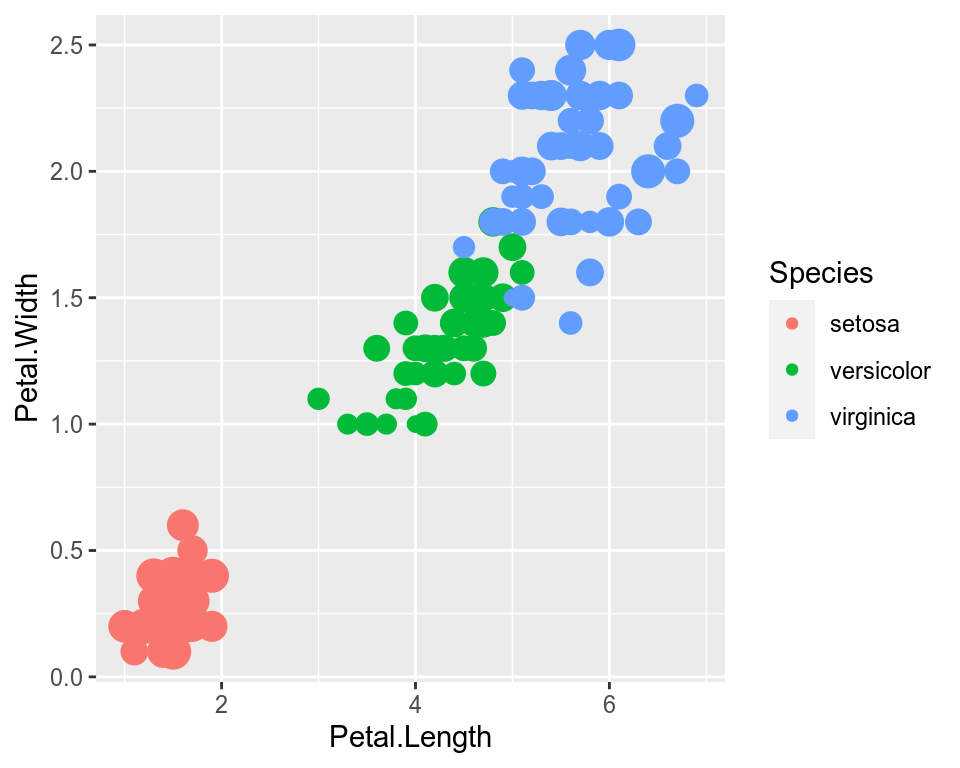 2.5
2.0
1.5
1.0
0.5
0.0
Petal.Width
2 4 6
Petal.Length
Species
setosa
versicolor
virginica